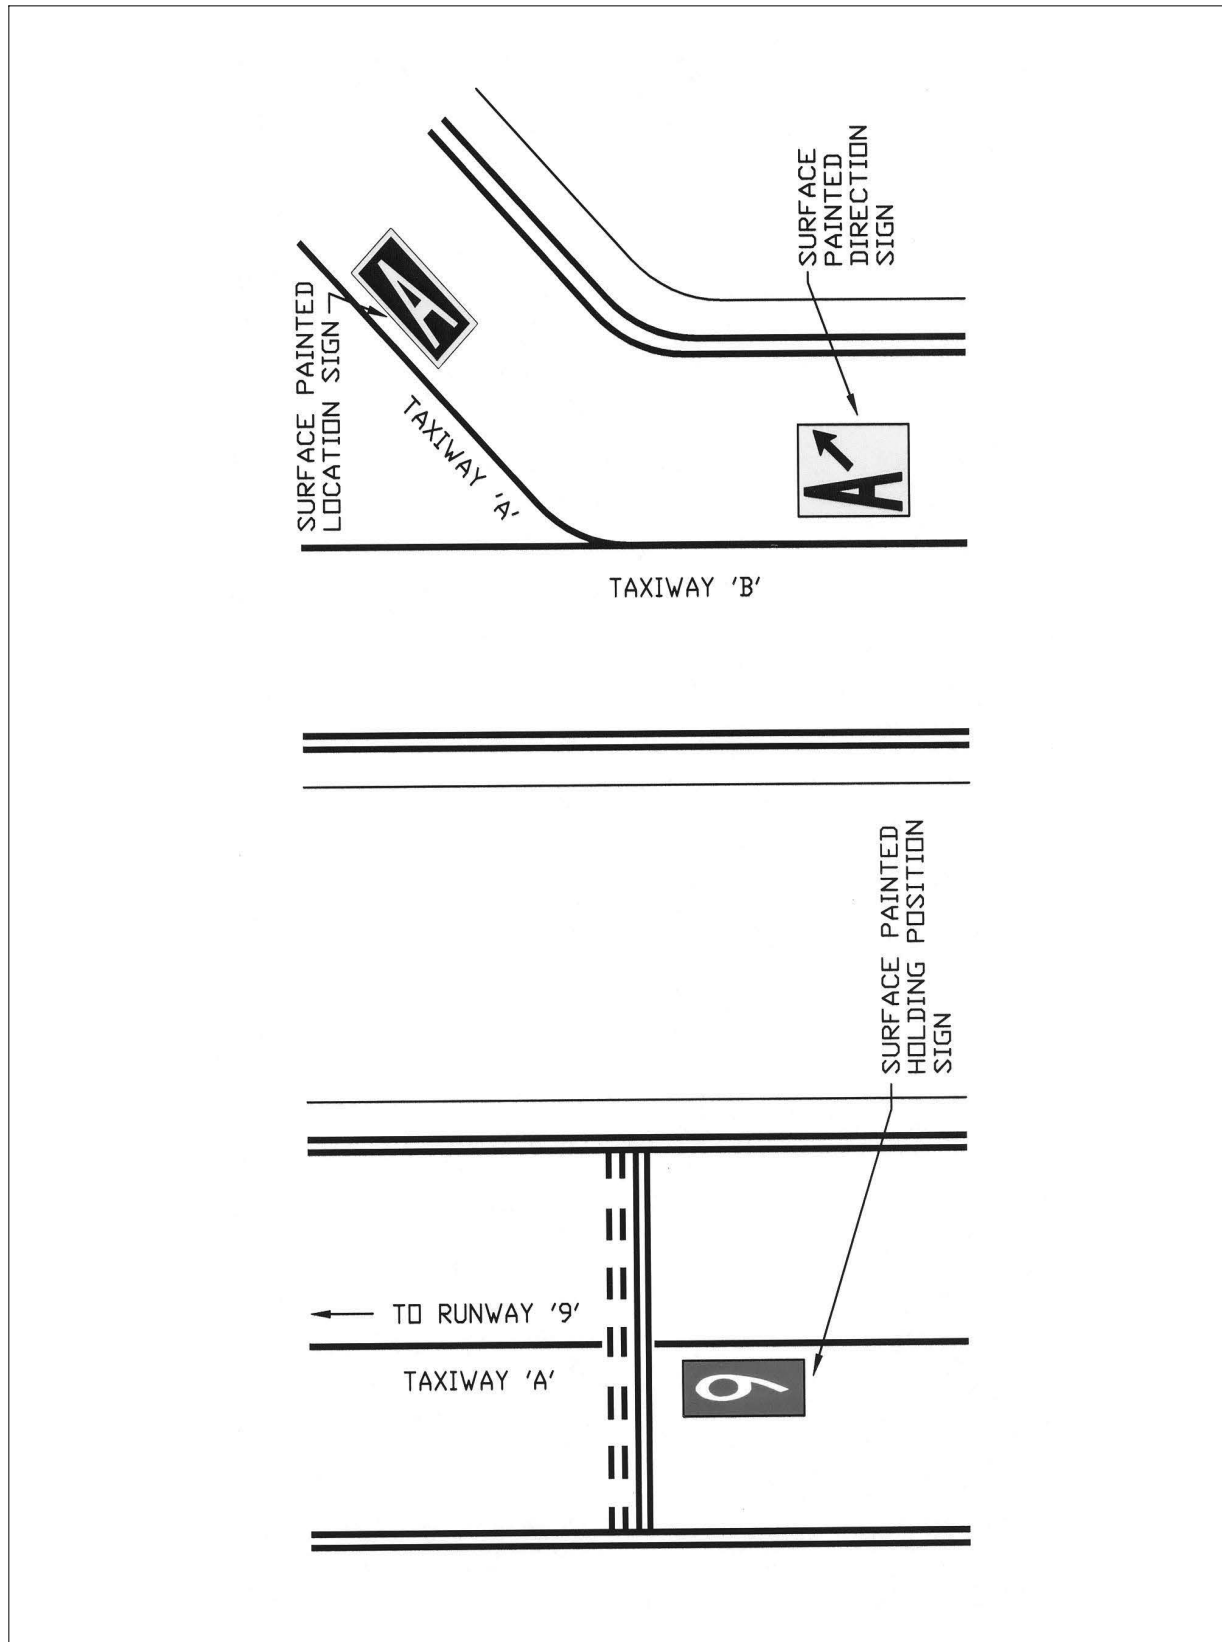 SURFACE PAINTED
LOCATION SIGN
A
TAXIWAY 'A'
SURFACE
PAINTED
DIRECTION
SIGN
A
TAXIWAY 'B'
SURFACE PAINTED
HOLDING POSITION
SIGN
TO RUNWAY '9'
TAXIWAY 'A'
9